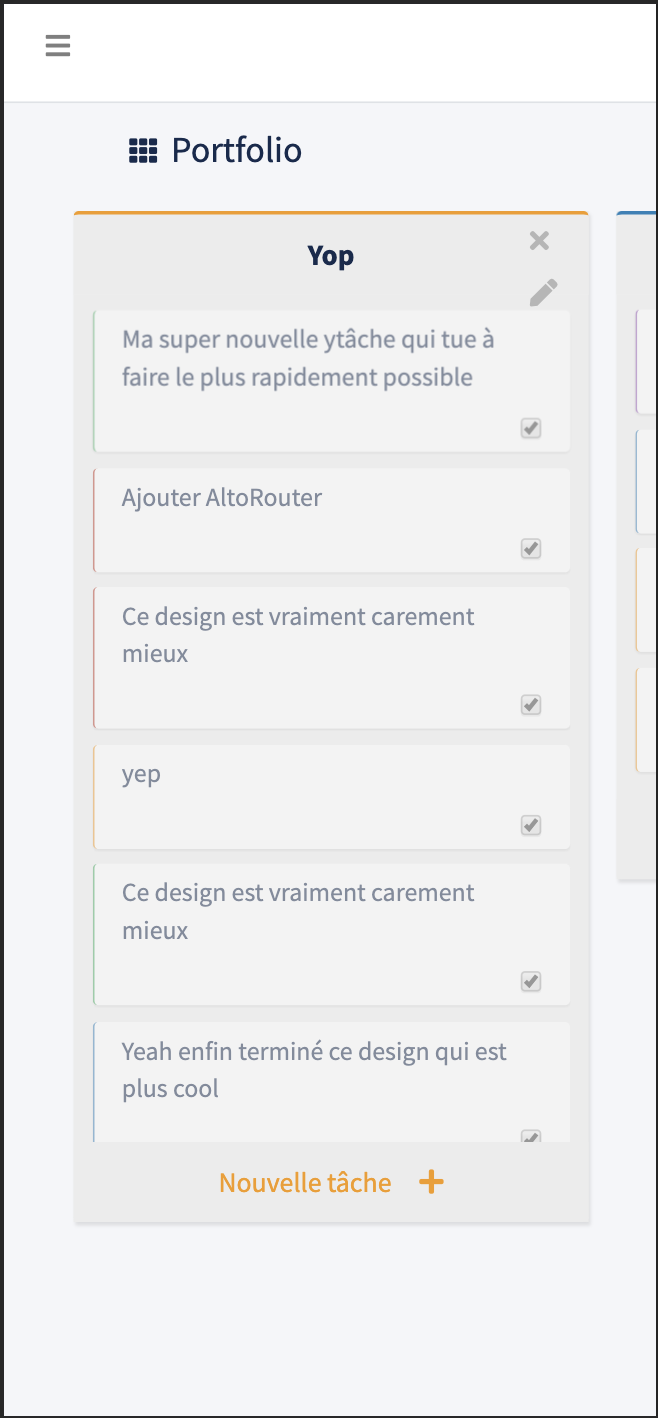 Portfolio
Yop
Ma super nouvelle ytâche qui tue à
faire le plus rapidement possible
Ajouter AltoRouter
Ce design est vraiment carement
mieux
yep
Ce design est vraiment carement
mieux
Yeah enfin terminé ce design qui est
plus cool
Nouvelle tâche